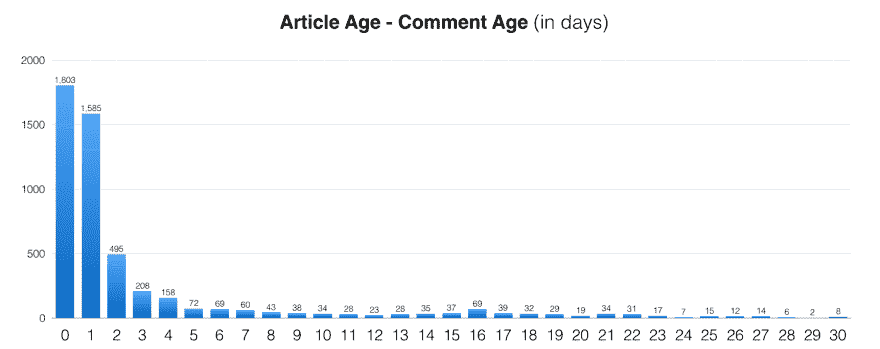 Article Age - Comment Age (in days)
2000
1500
1000
500
0
1,803 1,585 495 208 158 72 69 60 43 38 34 28 23 28 35 37 69 39 32 29 19 34 31 17 7 15 12 14 6 2 8
0 1 2 3 4 5 6 7 8 9 10 11 12 13 14 15 16 17 18 19 20 21 22 23 24 25 26 27 28 29 30